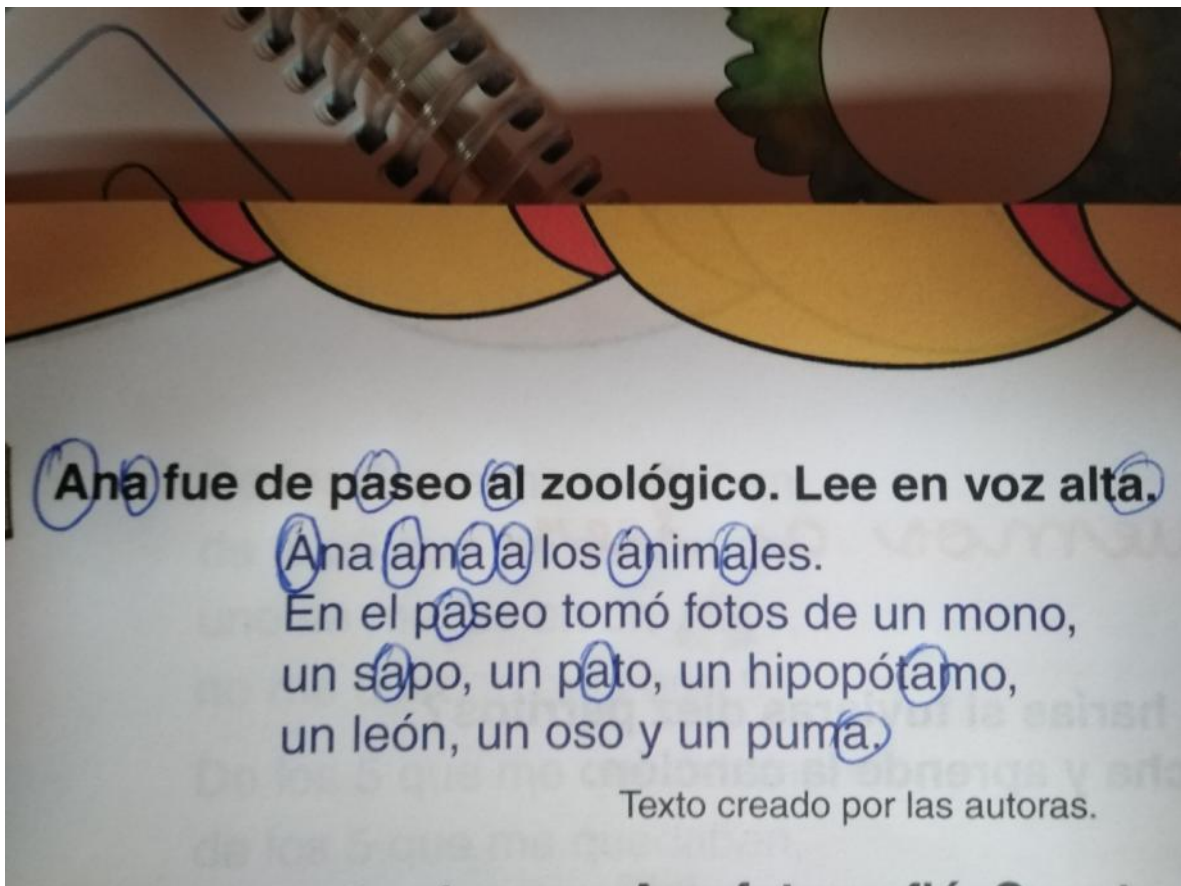 Ana fue de paseo al zoológico. Lee en voz alta.
Ana ama a los animales.
En el paseo tomó fotos de un mono,
un sapo, un pato, un hipopótamo,
un león, un oso y un puma.
Texto creado por las autoras.